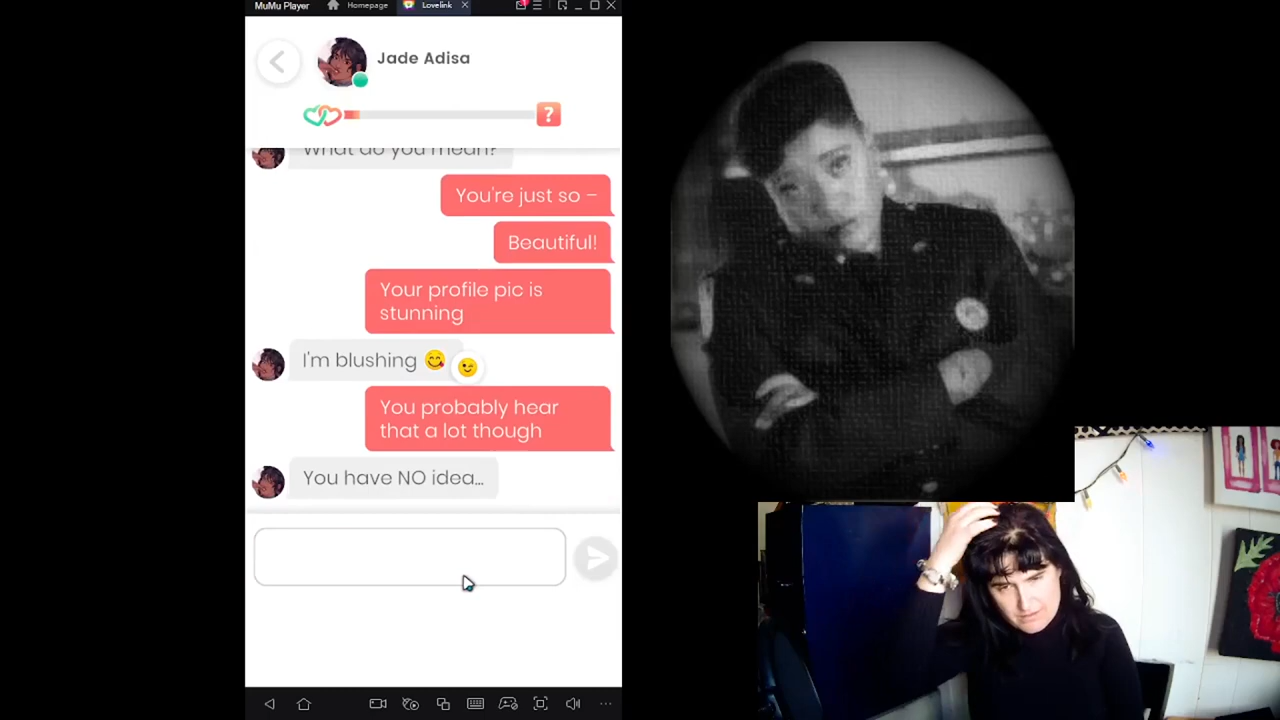 MuMu Player Homepage Lovelink
Jade Adisa
?
What do you mean?
You're just so –
Beautiful!
Your profile pic is
stunning
I'm blushing
You probably hear
that a lot though
You have NO idea...